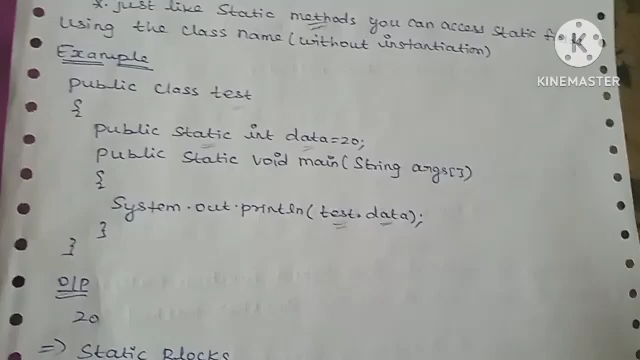 *. just like Static methods you can access static
Using the class name (without instantiation)
Example
public class test
{
public static int data=20;
public static void main(String args[])
{
System.out.println(test.data);
}
}
O/P
20
=> Static Blocks
K
KINEMASTER